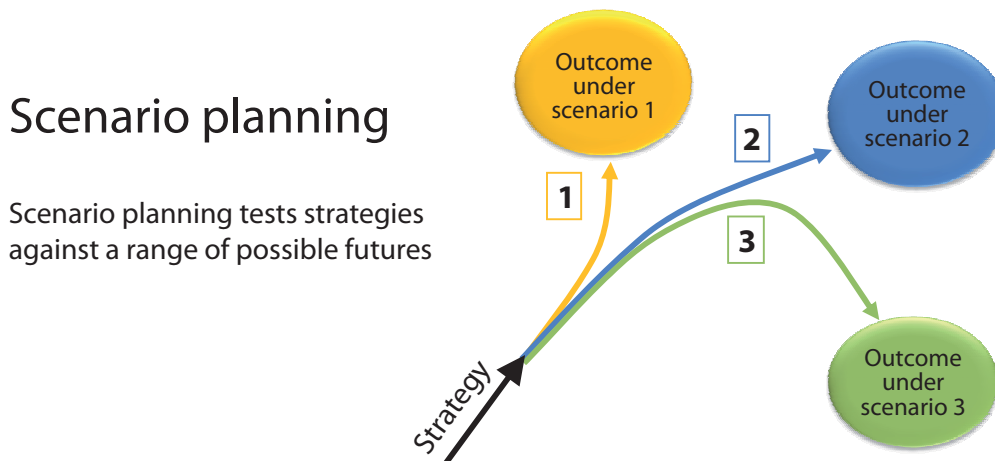 Scenario planning
Scenario planning tests strategies
against a range of possible futures
Outcome
under
scenario 1
Outcome
under
scenario 2
2
1
3
Outcome
under
scenario 3
Strategy